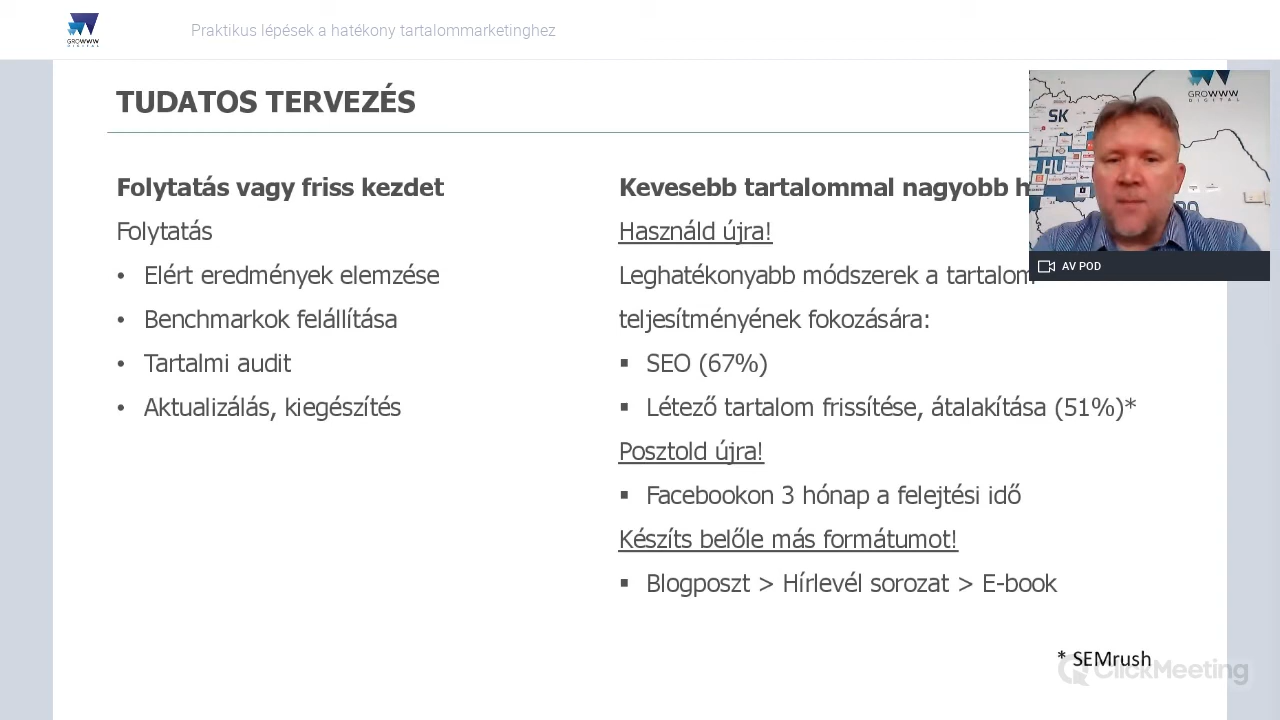 GROWWW
DIGITAL
Praktikus lépések a hatékony tartalommarketinghez
TUDATOS TERVEZÉS
Folytatás vagy friss kezdet
Folytatás
• Elért eredmények elemzése
• Benchmarkok felállítása
• Tartalmi audit
• Aktualizálás, kiegészítés
Kevesebb tartalommal nagyobb
Használd újra!
Leghatékonyabb módszerek a tartalom
teljesítményének fokozására:
▪ SEO (67%)
▪ Létező tartalom frissítése, átalakítása (51%)*
Posztold újra!
▪ Facebookon 3 hónap a felejtési idő
Készíts belőle más formátumot!
▪ Blogposzt > Hírlevél sorozat > E-book
* SEMrush
ClickMeeting
GROWWW
DIGITAL
SK
HU
AV POD